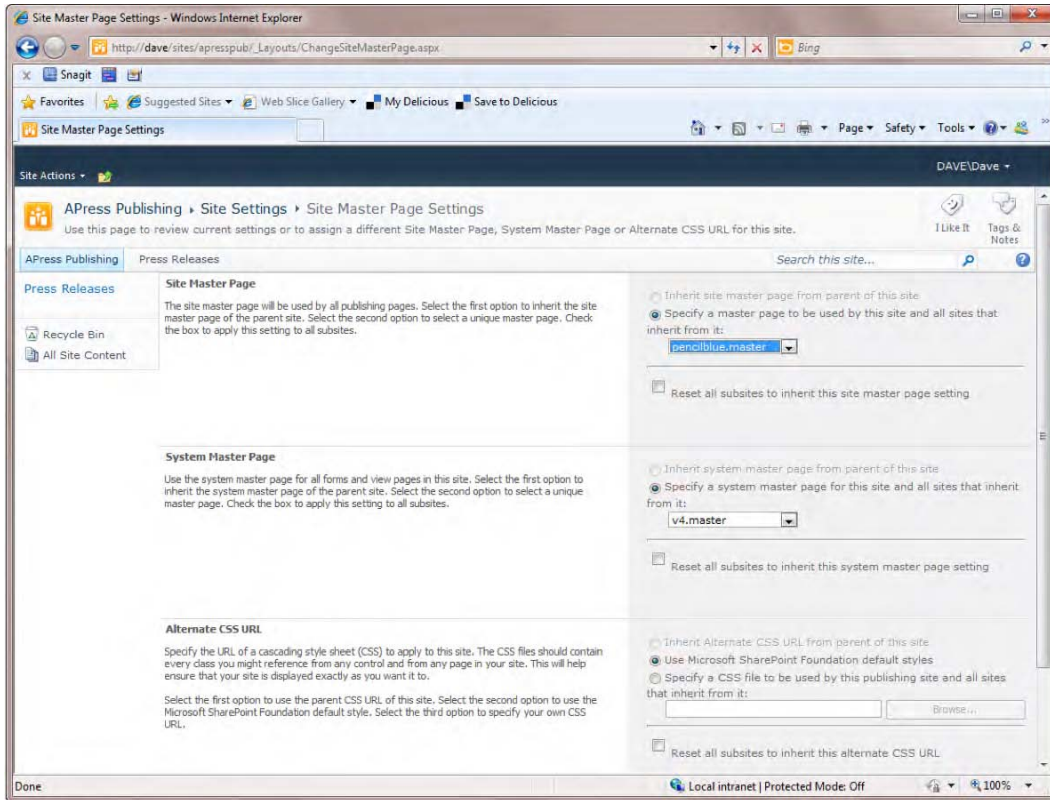 Site Master Page Settings - Windows Internet Explorer
http://dave/sites/apresspub/_Layouts/ChangeSiteMasterPage.aspx
Bing
x Snagit
Favorites Suggested Sites Web Slice Gallery My Delicious Save to Delicious
Site Master Page Settings
Page Safety Tools
Site Actions
DAVE\Dave
APress Publishing Site Settings Site Master Page Settings
Use this page to review current settings or to assign a different Site Master Page, System Master Page or Alternate CSS URL for this site.
I Like It
Tags &
Notes
APress Publishing Press Releases
Search this site...
Press Releases
Recycle Bin
All Site Content
Site Master Page
The site master page will be used by all publishing pages. Select the first option to inherit the site
master page of the parent site. Select the second option to select a unique master page. Check
the box to apply this setting to all subsites.
Inherit site master page from parent of this site
Specify a master page to be used by this site and all sites that
inherit from it:
pencilblue.master
Reset all subsites to inherit this site master page setting
System Master Page
Use the system master page for all forms and view pages in this site. Select the first option to
inherit the system master page of the parent site. Select the second option to select a unique
master page. Check the box to apply this setting to all subsites.
Inherit system master page from parent of this site
Specify a system master page for this site and all sites that inherit
from it:
v4.master
Reset all subsites to inherit this system master page setting
Alternate CSS URL
Specify the URL of a cascading style sheet (CSS) to apply to this site. The CSS files should contain
every class you might reference from any control and from any page in your site. This will help
ensure that your site is displayed exactly as you want it to.
Select the first option to use the parent CSS URL of this site. Select the second option to use the
Microsoft SharePoint Foundation default style. Select the third option to specify your own CSS
URL.
Inherit Alternate CSS URL from parent of this site
Use Microsoft SharePoint Foundation default styles
Specify a CSS file to be used by this publishing site and all sites
that inherit from it:
Browse...
Reset all subsites to inherit this alternate CSS URL
Done
Local intranet | Protected Mode: Off
100%